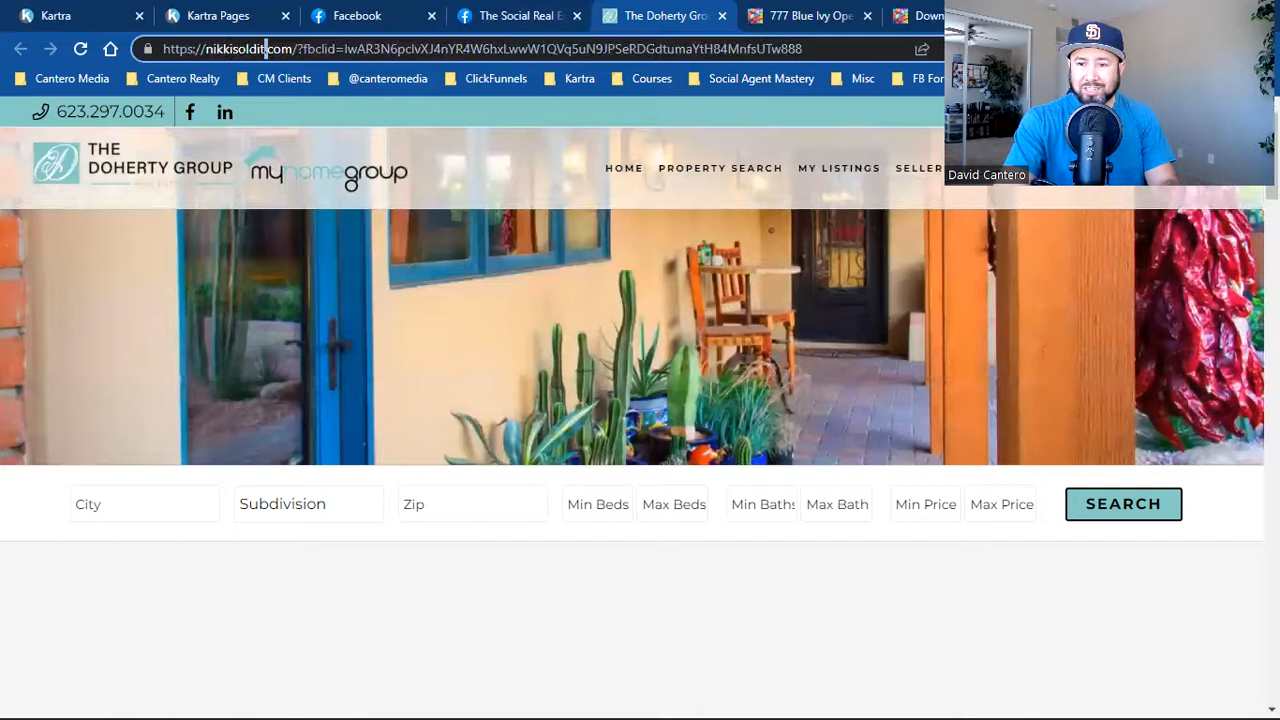 Kartra
Kartra Pages
Facebook
The Social Real E
The Doherty Gro
777 Blue Ivy Ope
Down
https://nikkisoldit.com/?fbclid=IwAR3N6pclvXJ4nYR4W6hxLwwW1QVq5uN9JPSeRDGdtumaYtH84MnfsUTw888
Cantero Media
Cantero Realty
CM Clients
@canteromedia
ClickFunnels
Kartra
Courses
Social Agent Mastery
Misc
FB For
623.297.0034
THE
DOHERTY GROUP
myhomegroup
HOME
PROPERTY SEARCH
MY LISTINGS
SELLER
David Cantero
City
Subdivision
Zip
Min Beds
Max Beds
Min Baths
Max Bath
Min Price
Max Price
SEARCH